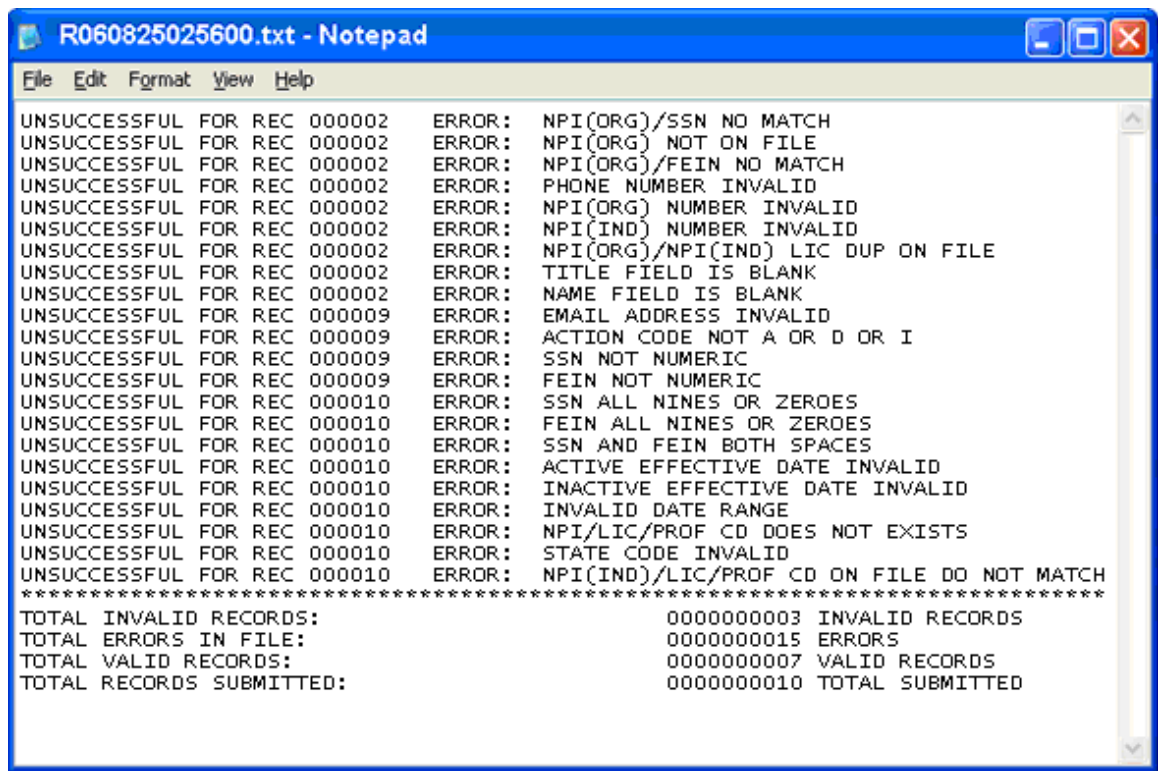 R060825025600.txt - Notepad
File Edit Format View Help
UNSUCCESSFUL FOR REC 000002 ERROR: NPI(ORG)/SSN NO MATCH
UNSUCCESSFUL FOR REC 000002 ERROR: NPI(ORG) NOT ON FILE
UNSUCCESSFUL FOR REC 000002 ERROR: NPI(ORG)/FEIN NO MATCH
UNSUCCESSFUL FOR REC 000002 ERROR: PHONE NUMBER INVALID
UNSUCCESSFUL FOR REC 000002 ERROR: NPI(ORG) NUMBER INVALID
UNSUCCESSFUL FOR REC 000002 ERROR: NPI(IND) NUMBER INVALID
UNSUCCESSFUL FOR REC 000002 ERROR: NPI(ORG)/NPI(IND) LIC DUP ON FILE
UNSUCCESSFUL FOR REC 000002 ERROR: TITLE FIELD IS BLANK
UNSUCCESSFUL FOR REC 000002 ERROR: NAME FIELD IS BLANK
UNSUCCESSFUL FOR REC 000009 ERROR: EMAIL ADDRESS INVALID
UNSUCCESSFUL FOR REC 000009 ERROR: ACTION CODE NOT A OR D OR I
UNSUCCESSFUL FOR REC 000009 ERROR: SSN NOT NUMERIC
UNSUCCESSFUL FOR REC 000009 ERROR: FEIN NOT NUMERIC
UNSUCCESSFUL FOR REC 000010 ERROR: SSN ALL NINES OR ZEROES
UNSUCCESSFUL FOR REC 000010 ERROR: FEIN ALL NINES OR ZEROES
UNSUCCESSFUL FOR REC 000010 ERROR: SSN AND FEIN BOTH SPACES
UNSUCCESSFUL FOR REC 000010 ERROR: ACTIVE EFFECTIVE DATE INVALID
UNSUCCESSFUL FOR REC 000010 ERROR: INACTIVE EFFECTIVE DATE INVALID
UNSUCCESSFUL FOR REC 000010 ERROR: INVALID DATE RANGE
UNSUCCESSFUL FOR REC 000010 ERROR: NPI/LIC/PROF CD DOES NOT EXISTS
UNSUCCESSFUL FOR REC 000010 ERROR: STATE CODE INVALID
UNSUCCESSFUL FOR REC 000010 ERROR: NPI(IND)/LIC/PROF CD ON FILE DO NOT MATCH
*******************************************************************************
TOTAL INVALID RECORDS: 0000000003 INVALID RECORDS
TOTAL ERRORS IN FILE: 0000000015 ERRORS
TOTAL VALID RECORDS: 0000000007 VALID RECORDS
TOTAL RECORDS SUBMITTED: 0000000010 TOTAL SUBMITTED